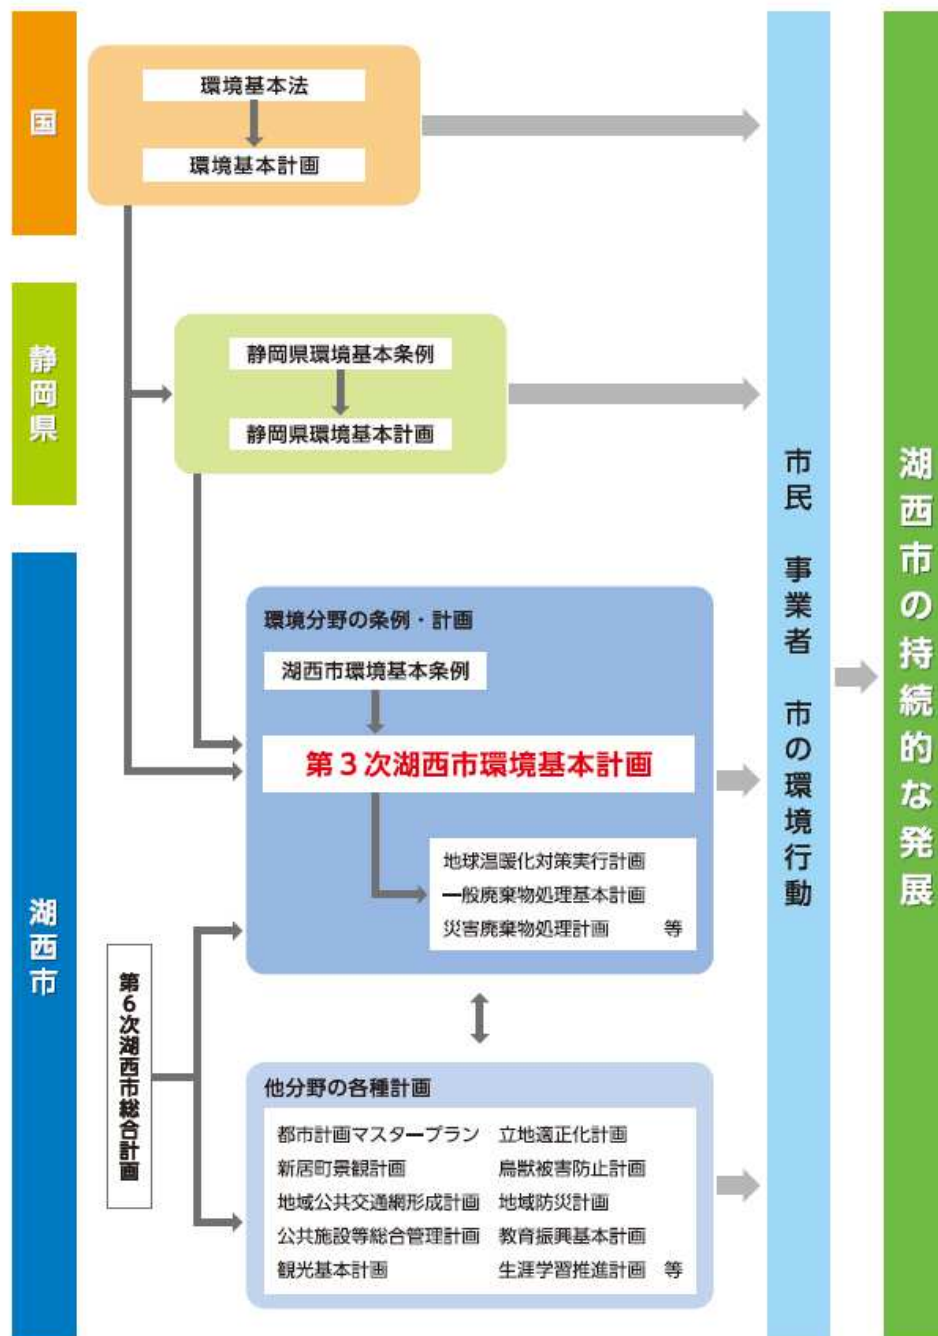 国
環境基本法
環境基本計画
静岡県
静岡県環境基本条例
静岡県環境基本計画
湖西市
環境分野の条例・計画
湖西市環境基本条例
第3次湖西市環境基本計画
地球温暖化対策実行計画
一般廃棄物処理基本計画
災害廃棄物処理計画 等
第6次湖西市総合計画
他分野の各種計画
都市計画マスタープラン 立地適正化計画
新居町景観計画 鳥獣被害防止計画
地域公共交通網形成計画 地域防災計画
公共施設等総合管理計画 教育振興基本計画
観光基本計画 生涯学習推進計画 等
市民 事業者 市の環境行動
湖西市の持続的な発展